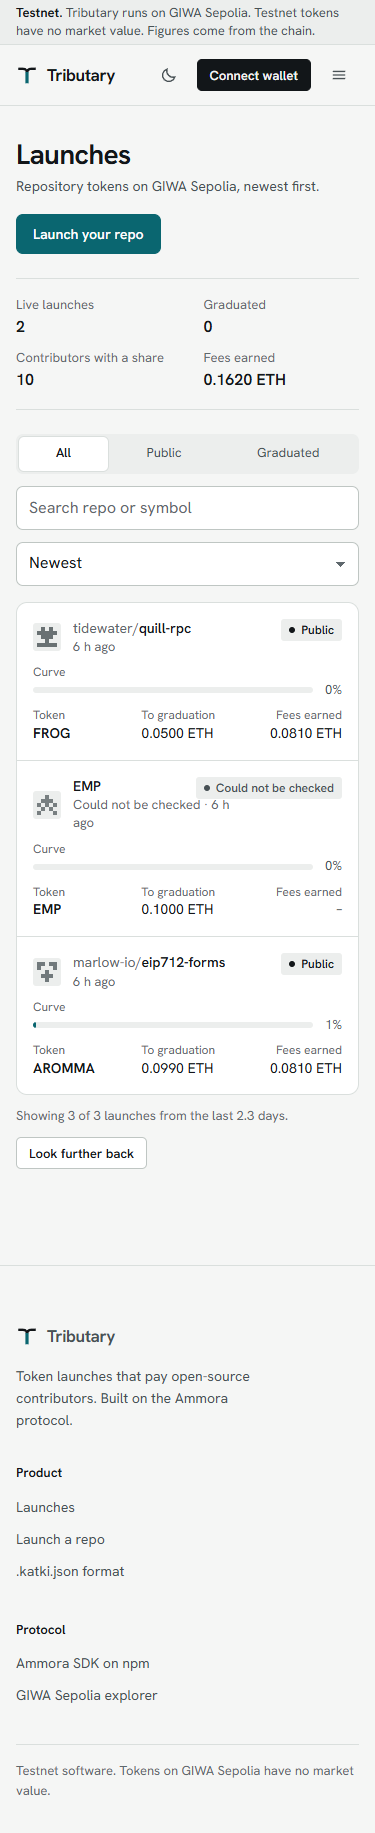 Testnet. Tributary runs on GIWA Sepolia. Testnet tokens
have no market value. Figures come from the chain.
Tributary
Connect wallet
Launches
Repository tokens on GIWA Sepolia, newest first.
Launch your repo
Live launches
2
Graduated
0
Contributors with a share
10
Fees earned
0.1620 ETH
All
Public
Graduated
Search repo or symbol
Newest
tidewater/quill-rpc
6 h ago
Public
Curve
0%
Token
FROG
To graduation
0.0500 ETH
Fees earned
0.0810 ETH
EMP
Could not be checked · 6 h
ago
Could not be checked
Curve
0%
Token
EMP
To graduation
0.1000 ETH
Fees earned
–
marlow-io/eip712-forms
6 h ago
Public
Curve
1%
Token
AROMMA
To graduation
0.0990 ETH
Fees earned
0.0810 ETH
Showing 3 of 3 launches from the last 2.3 days.
Look further back
Tributary
Token launches that pay open-source
contributors. Built on the Ammora
protocol.
Product
Launches
Launch a repo
.katki.json format
Protocol
Ammora SDK on npm
GIWA Sepolia explorer
Testnet software. Tokens on GIWA Sepolia have no market
value.